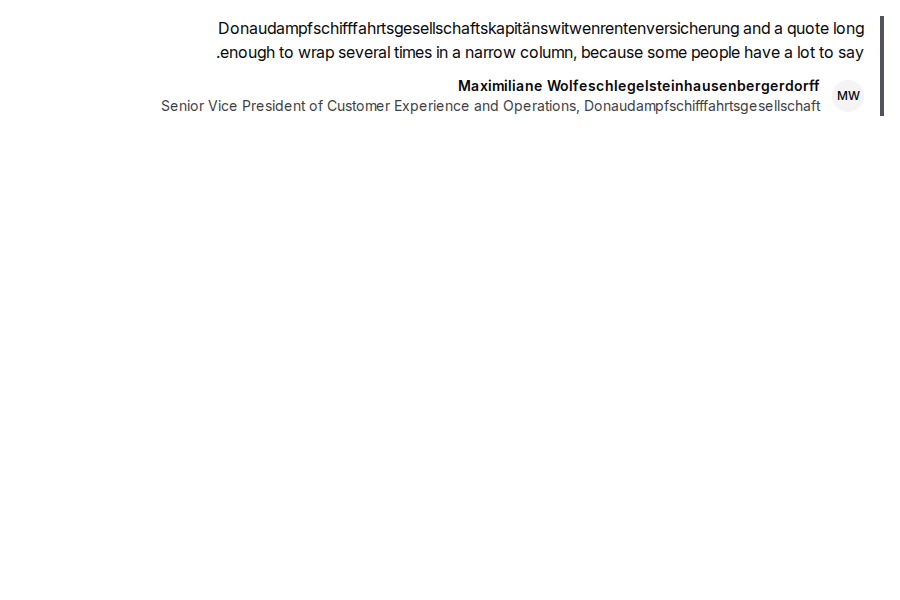 Donaudampfschifffahrtsgesellschaftskapitänswitwenrentenversicherung and a quote long
.enough to wrap several times in a narrow column, because some people have a lot to say
Maximiliane Wolfeschlegelsteinhausenbergerdorff
Senior Vice President of Customer Experience and Operations, Donaudampfschifffahrtsgesellschaft
MW